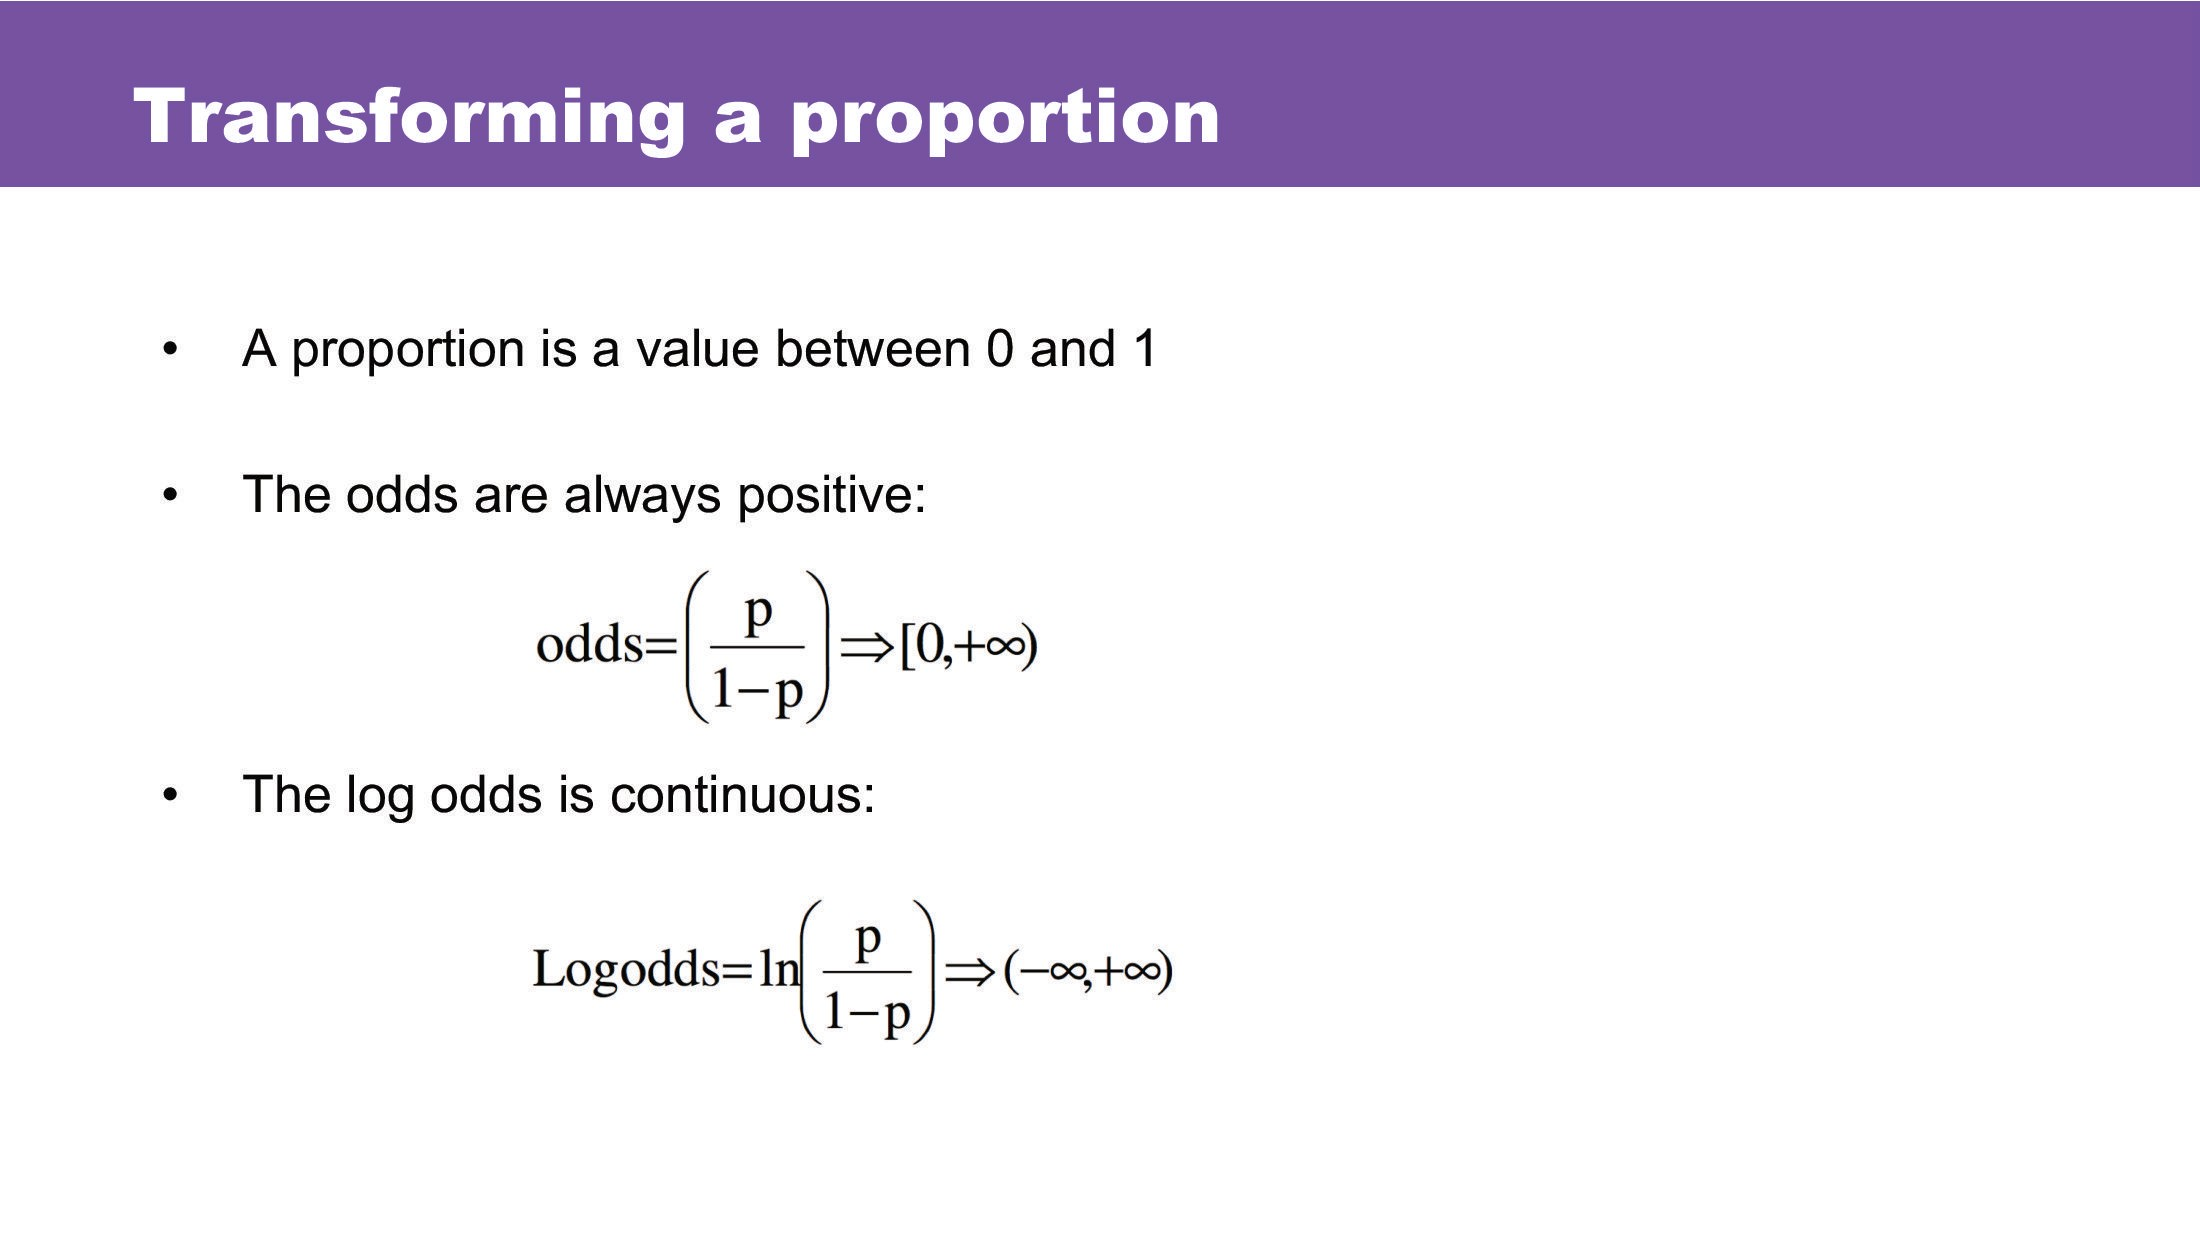 Transforming a proportion
• A proportion is a value between 0 and 1
• The odds are always positive:
odds=(p/1−p)⇒[0,+∞)
• The log odds is continuous:
Logodds=ln(p/1−p)⇒(−∞,+∞)